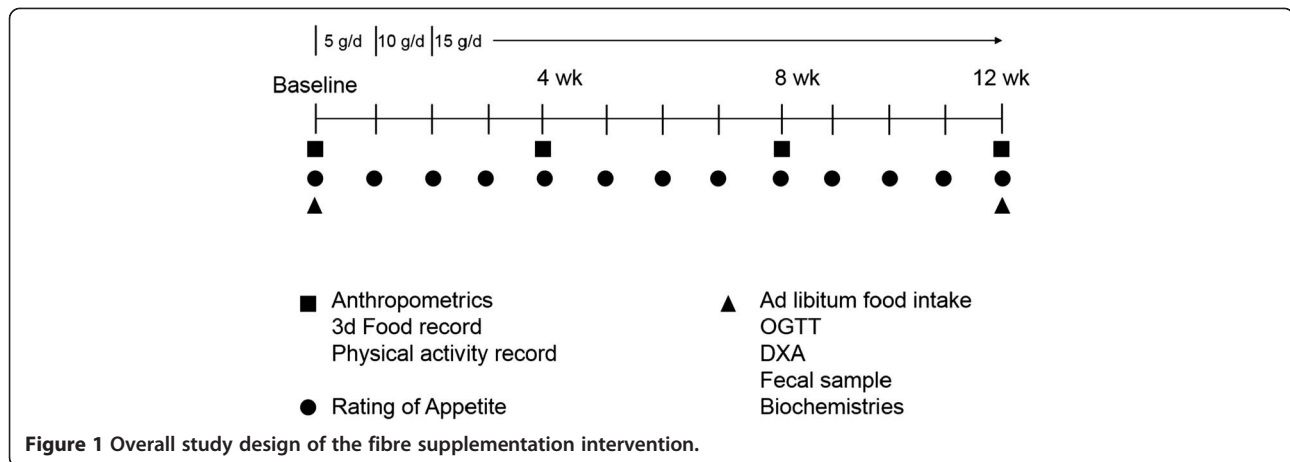 5 g/d 10 g/d 15 g/d
Baseline 4 wk 8 wk 12 wk
Anthropometrics
3d Food record
Physical activity record
Rating of Appetite
Ad libitum food intake
OGTT
DXA
Fecal sample
Biochemistries
Figure 1 Overall study design of the fibre supplementation intervention.